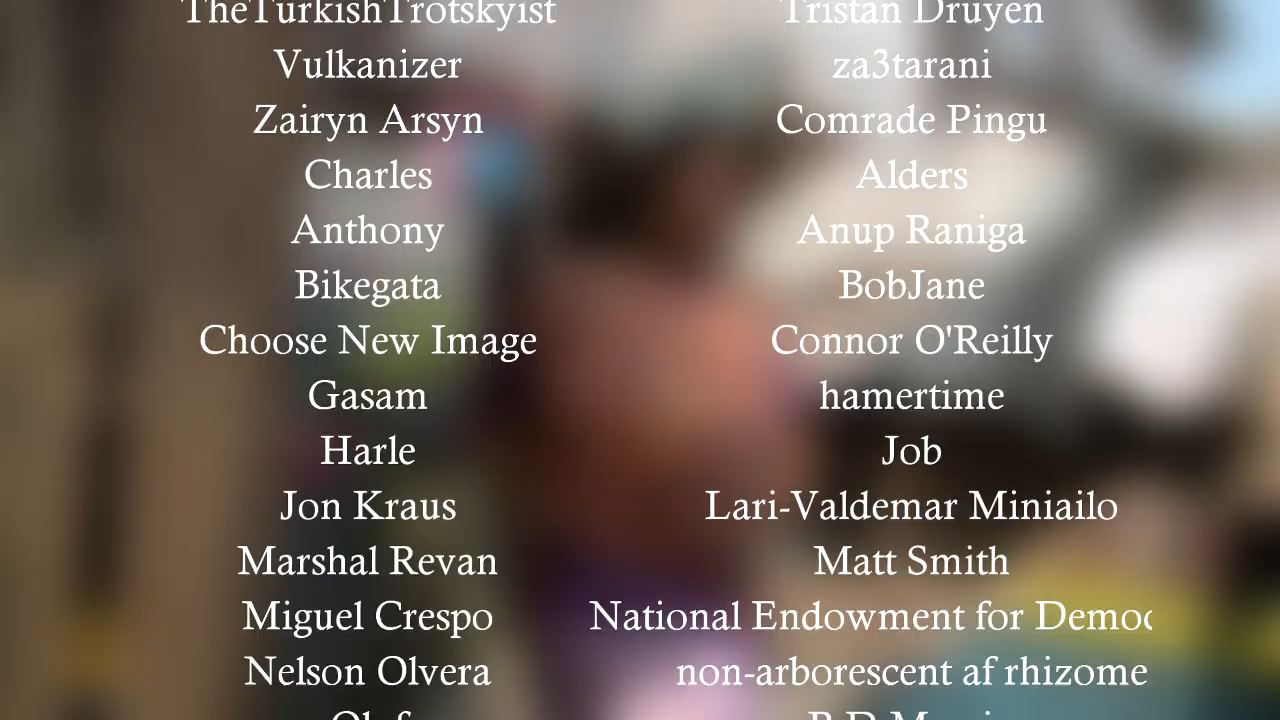 TheTurkishTrotskyist
Tristan Druyen
Vulkanizer
za3tarani
Zairyn Arsyn
Comrade Pingu
Charles
Alders
Anthony
Anup Raniga
Bikegata
BobJane
Choose New Image
Connor O'Reilly
Gasam
hamertime
Harle
Job
Jon Kraus
Lari-Valdemar Miniailo
Marshal Revan
Matt Smith
Miguel Crespo
National Endowment for Democ
Nelson Olvera
non-arborescent af rhizome